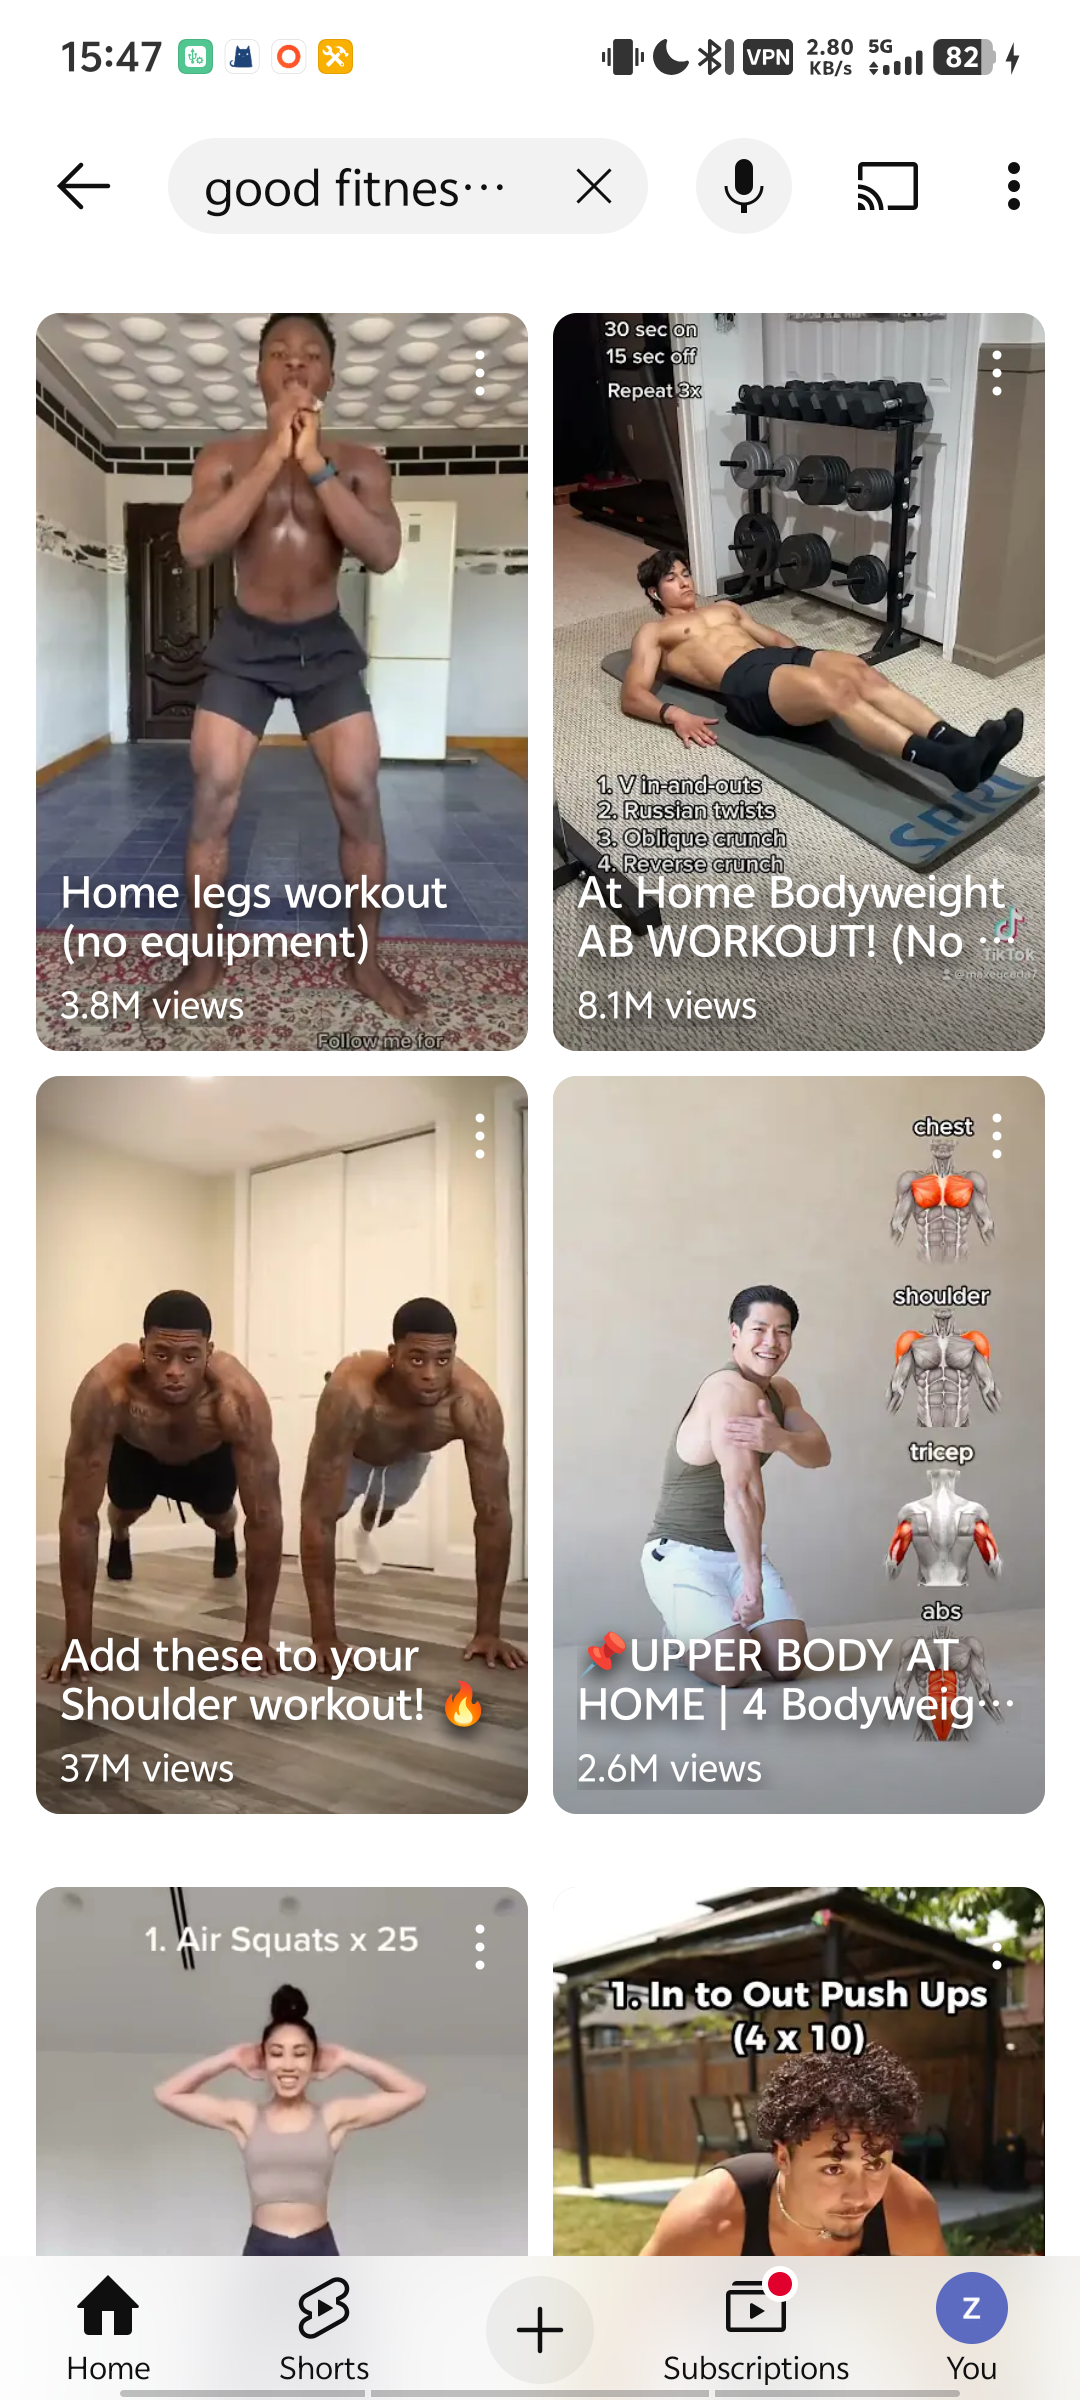 15:47
VPN
2.80
KB/s
5G
82
good fitnes…
30 sec on
15 sec off
Repeat 3x
1. V in-and-outs
2. Russian twists
3. Oblique crunch
4. Reverse crunch
SPRI
Home legs workout
(no equipment)
3.8M views
Follow me for
At Home Bodyweight
AB WORKOUT! (No …
TikTok
8.1M views
chest
shoulder
tricep
abs
Add these to your
Shoulder workout! 🔥
37M views
📌UPPER BODY AT
HOME | 4 Bodyweig…
2.6M views
1. Air Squats x 25
1. In to Out Push Ups
(4 x 10)
Home
Shorts
Subscriptions
Z
You